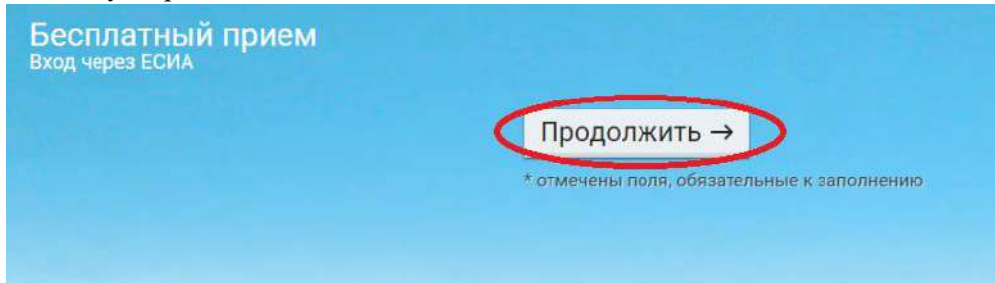 Бесплатный прием
Вход через ЕСИА
Продолжить →
* отмечены поля, обязательные к заполнению